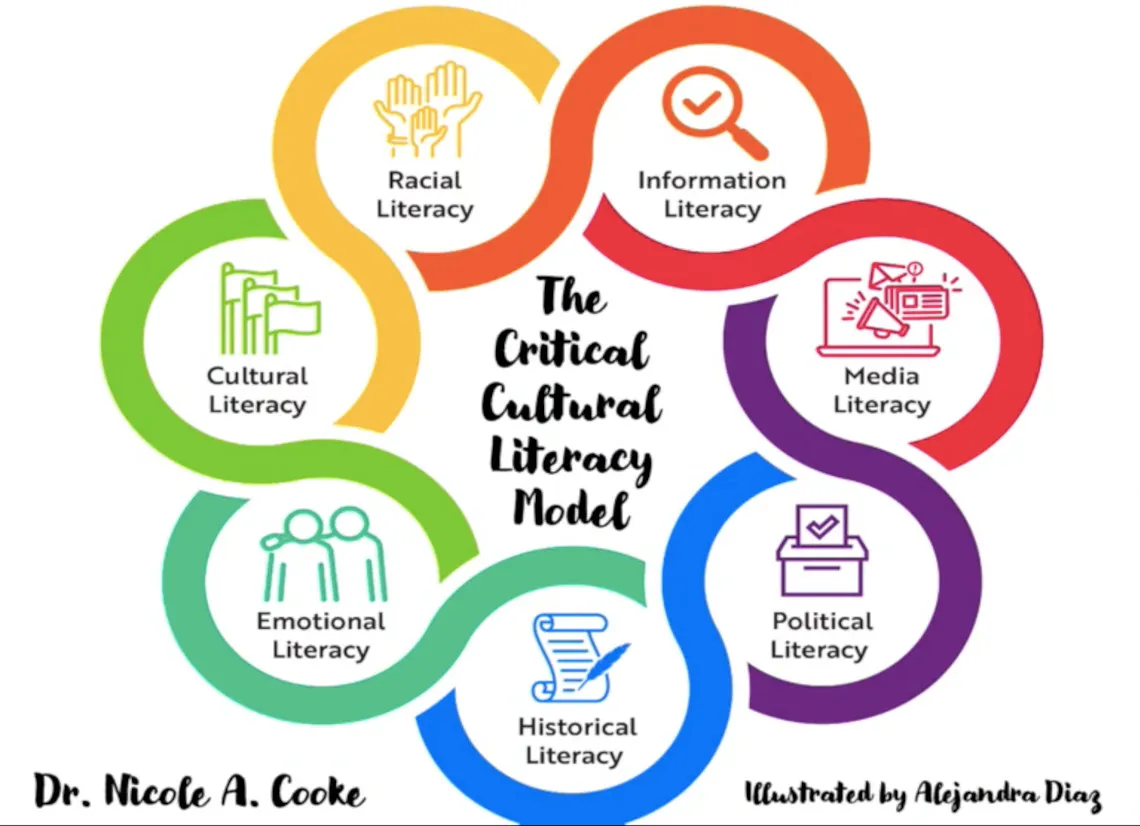 Racial
Literacy
Information
Literacy
The
Critical
Cultural
Literacy
Model
Cultural
Literacy
Media
Literacy
Emotional
Literacy
Political
Literacy
Historical
Literacy
Dr. Nicole A. Cooke
Illustrated by Alejandra Diaz